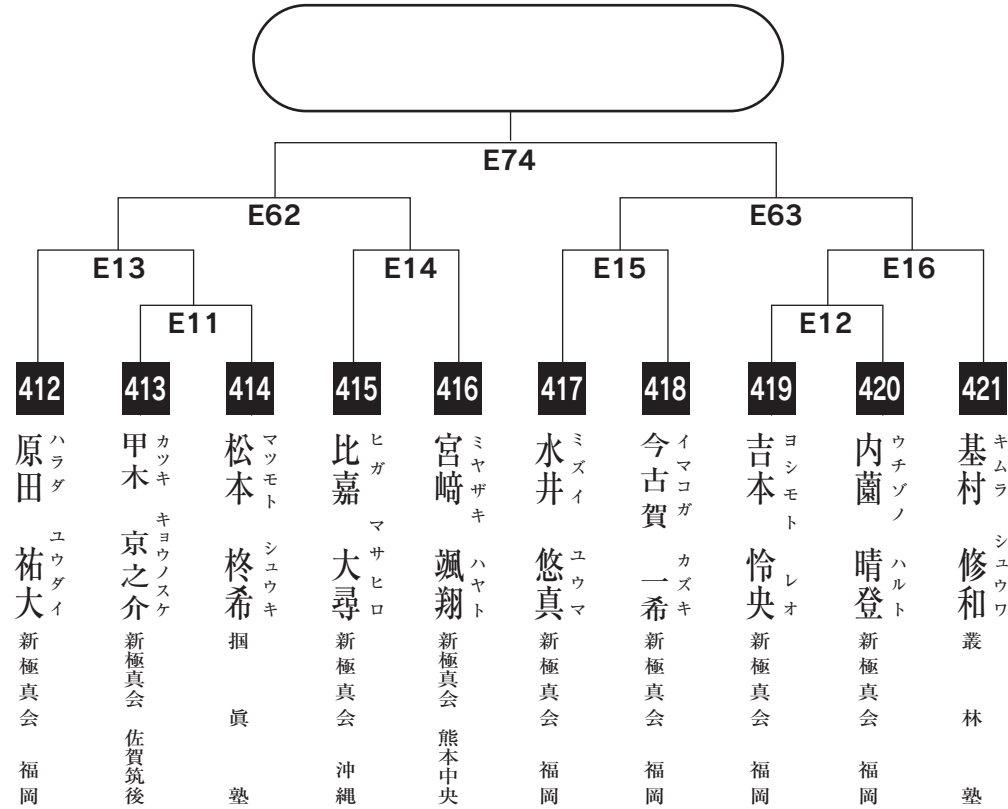 E74
E62
E63
E13
E14
E15
E16
E11
E12
412
413
414
415
416
417
418
419
420
421
原田 祐大
ハラダ ユウダイ
新極真会 福岡
甲木 京之介
カツキ キョウノスケ
新極真会 佐賀筑後
松本 柊希
マツモト シュウキ
掴眞塾
比嘉 大尋
ヒガ マサヒロ
新極真会 沖縄
宮﨑 颯翔
ミヤザキ ハヤト
新極真会 熊本中央
水井 悠真
ミズイ ユウマ
新極真会 福岡
今古賀 一希
イマコガ カズキ
新極真会 福岡
吉本 怜央
ヨシモト レオ
新極真会 福岡
内薗 晴登
ウチゾノ ハルト
新極真会 福岡
基村 修和
キムラ シュウワ
叢林塾